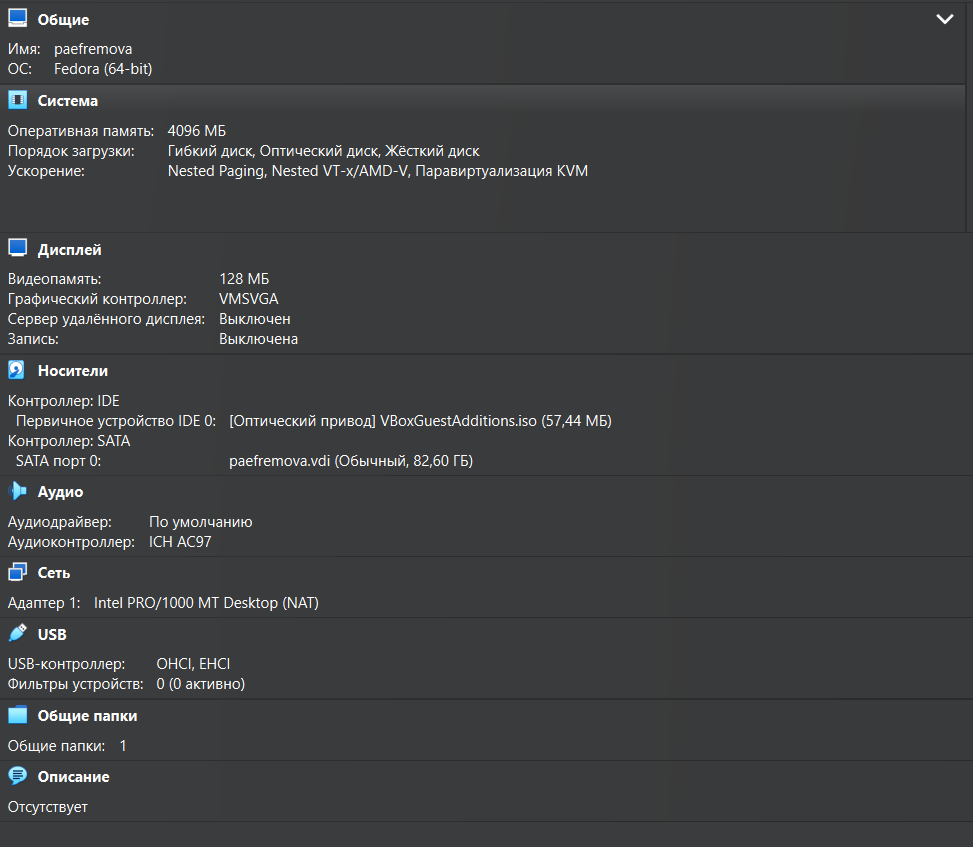 Общие
Имя: paefremova
ОС: Fedora (64-bit)
Система
Оперативная память: 4096 МБ
Порядок загрузки: Гибкий диск, Оптический диск, Жёсткий диск
Ускорение: Nested Paging, Nested VT-x/AMD-V, Паравиртуализация KVM
Дисплей
Видеопамять: 128 МБ
Графический контроллер: VMSVGA
Сервер удалённого дисплея: Выключен
Запись: Выключена
Носители
Контроллер: IDE
Первичное устройство IDE 0: [Оптический привод] VBoxGuestAdditions.iso (57,44 МБ)
Контроллер: SATA
SATA порт 0: paefremova.vdi (Обычный, 82,60 ГБ)
Аудио
Аудиодрайвер: По умолчанию
Аудиоконтроллер: ICH AC97
Сеть
Адаптер 1: Intel PRO/1000 MT Desktop (NAT)
USB
USB-контроллер: OHCI, EHCI
Фильтры устройств: 0 (0 активно)
Общие папки
Общие папки: 1
Описание
Отсутствует